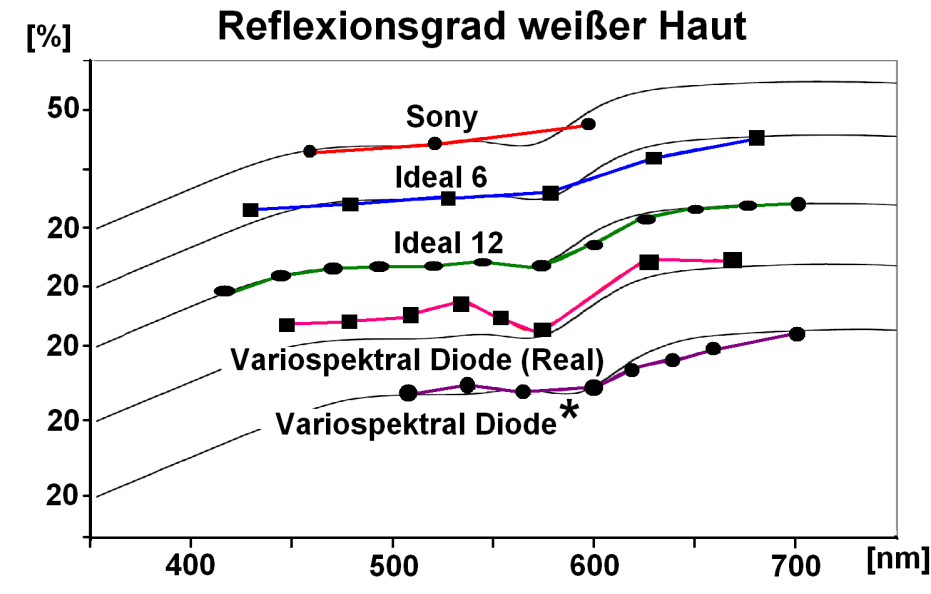 Reflexionsgrad weißer Haut
[%]
50
Sony
Ideal 6
20
Ideal 12
20
20
Variospektral Diode (Real)
20
Variospektral Diode*
20
400
500
600
700
[nm]